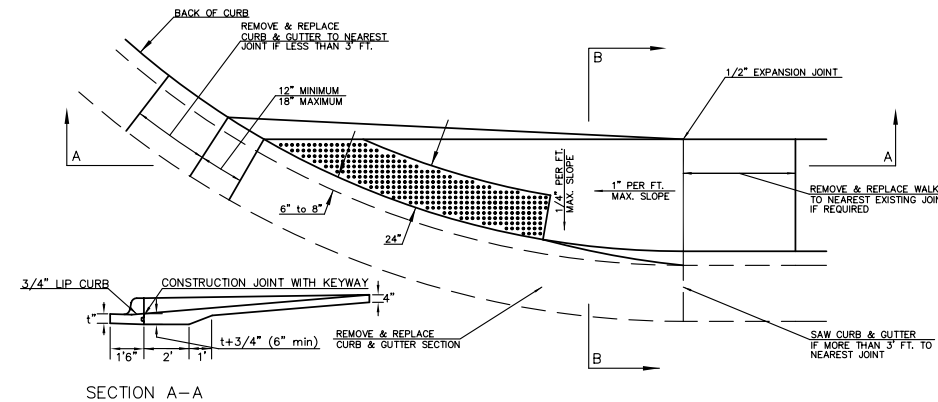 BACK OF CURB
REMOVE & REPLACE
CURB & GUTTER TO NEAREST
JOINT IF LESS THAN 3' FT.
12" MINIMUM
18" MAXIMUM
B
1/2" EXPANSION JOINT
A
A
1/4" PER FT.
MAX. SLOPE
1" PER FT.
MAX. SLOPE
REMOVE & REPLACE WALK
TO NEAREST EXISTING JOIN
IF REQUIRED
6" to 8"
24"
3/4" LIP CURB
CONSTRUCTION JOINT WITH KEYWAY
t"
4"
t+3/4" (6" min)
1'6"
2'
1'
REMOVE & REPLACE
CURB & GUTTER SECTION
B
SAW CURB & GUTTER
IF MORE THAN 3' FT. TO
NEAREST JOINT
SECTION A-A